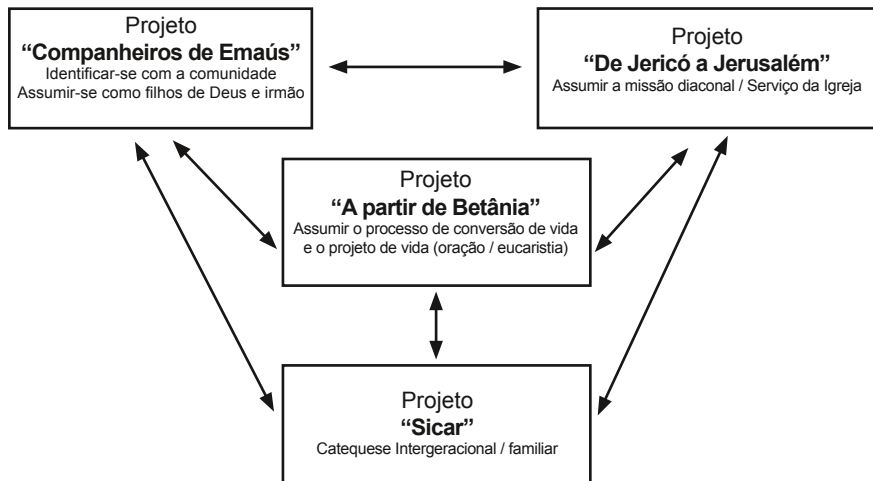 Projeto
“Companheiros de Emaús”
Identificar-se com a comunidade
Assumir-se como filhos de Deus e irmão
Projeto
“De Jericó a Jerusalém”
Assumir a missão diaconal / Serviço da Igreja
Projeto
“A partir de Betânia”
Assumir o processo de conversão de vida
e o projeto de vida (oração / eucaristia)
Projeto
“Sicar”
Catequese Intergeracional / familiar